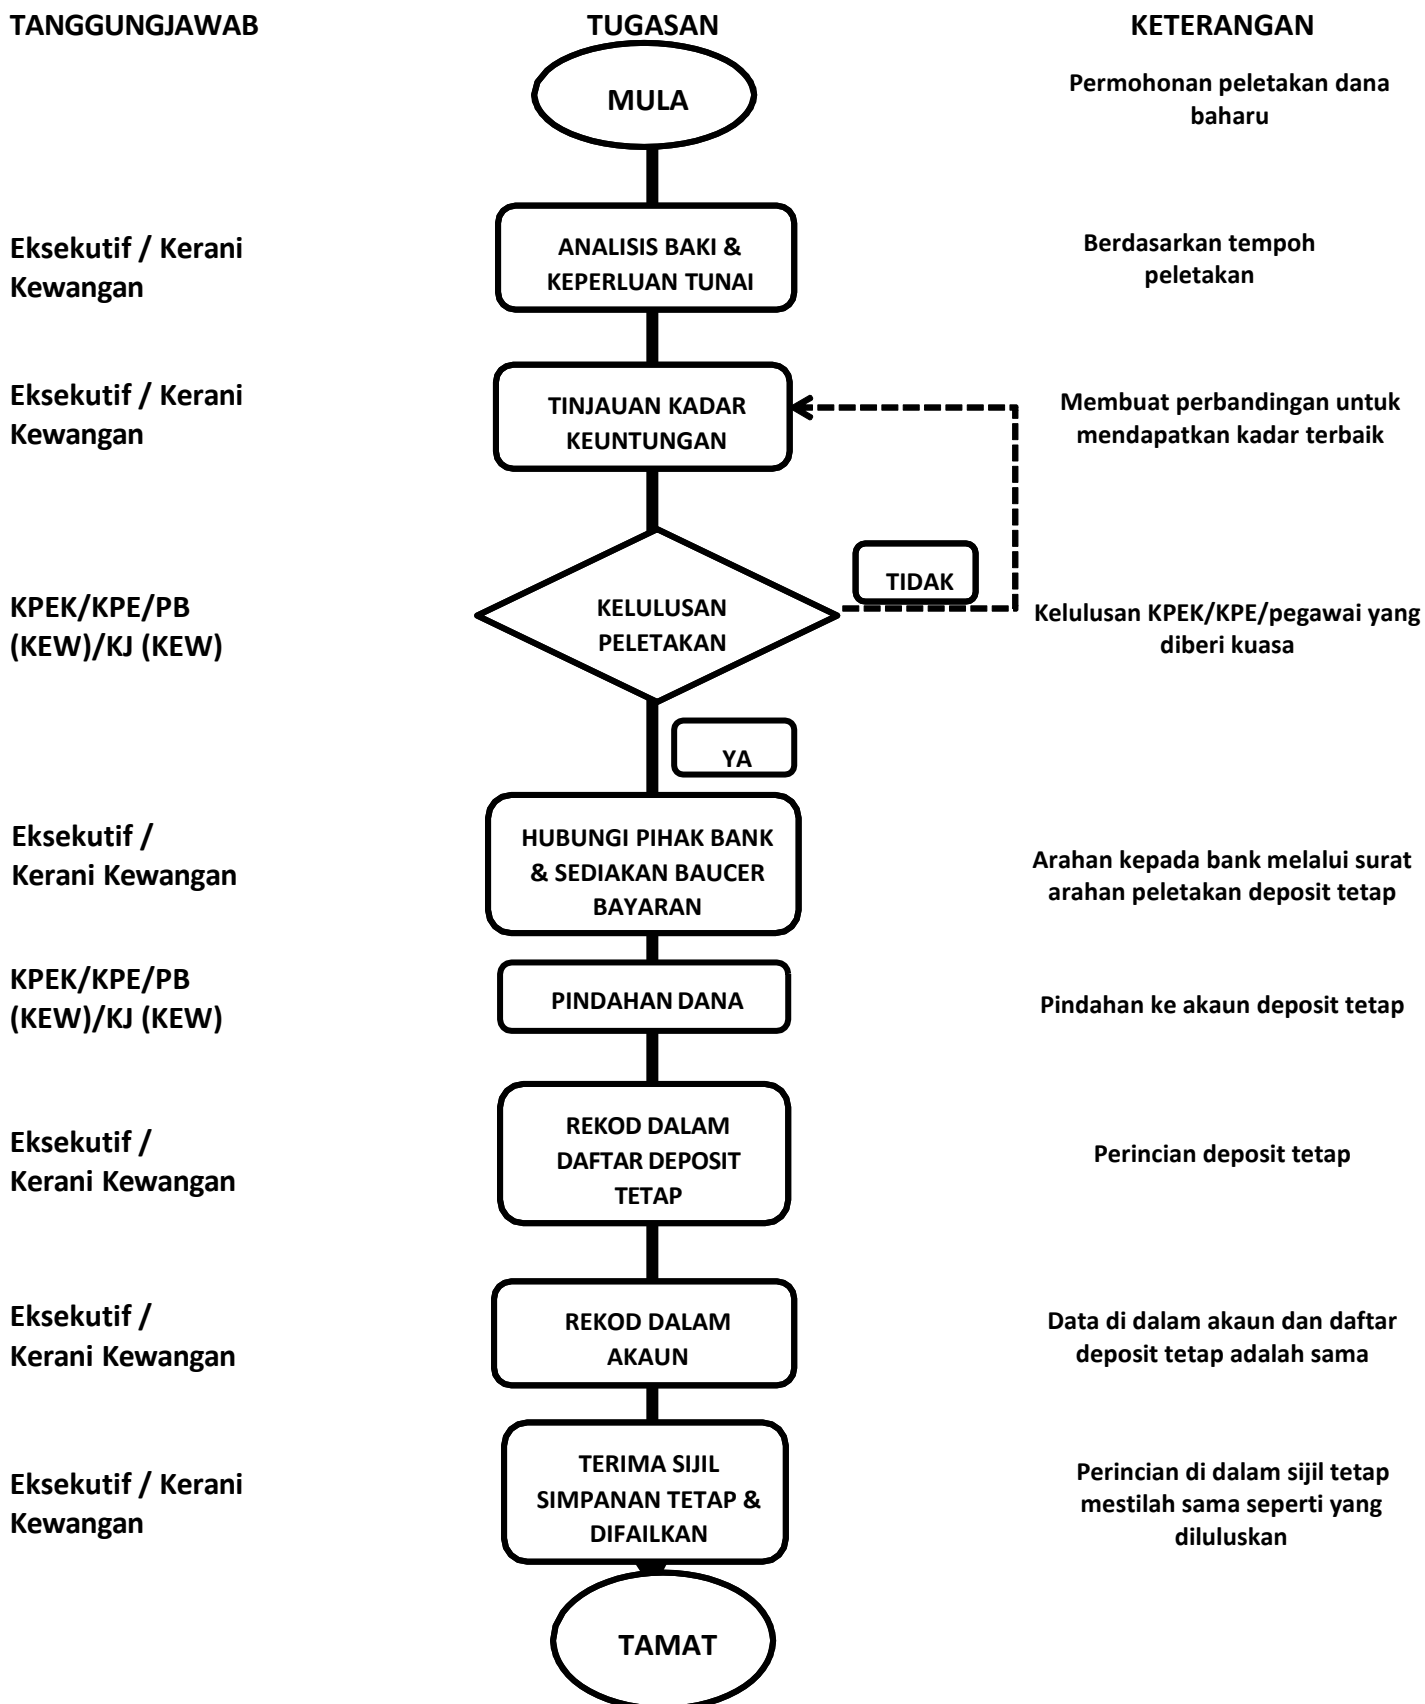 TANGGUNGJAWAB
TUGASAN
KETERANGAN
MULA
Permohonan peletakan dana
baharu
Eksekutif / Kerani
Kewangan
ANALISIS BAKI &
KEPERLUAN TUNAI
Berdasarkan tempoh
peletakan
Eksekutif / Kerani
Kewangan
TINJAUAN KADAR
KEUNTUNGAN
Membuat perbandingan untuk
mendapatkan kadar terbaik
KPEK/KPE/PB
(KEW)/KJ (KEW)
KELULUSAN
PELETAKAN
TIDAK
Kelulusan KPEK/KPE/pegawai yang
diberi kuasa
YA
Eksekutif /
Kerani Kewangan
HUBUNGI PIHAK BANK
& SEDIAKAN BAUCER
BAYARAN
Arahan kepada bank melalui surat
arahan peletakan deposit tetap
KPEK/KPE/PB
(KEW)/KJ (KEW)
PINDAHAN DANA
Pindahan ke akaun deposit tetap
Eksekutif /
Kerani Kewangan
REKOD DALAM
DAFTAR DEPOSIT
TETAP
Perincian deposit tetap
Eksekutif /
Kerani Kewangan
REKOD DALAM
AKAUN
Data di dalam akaun dan daftar
deposit tetap adalah sama
Eksekutif / Kerani
Kewangan
TERIMA SIJIL
SIMPANAN TETAP &
DIFAILKAN
Perincian di dalam sijil tetap
mestilah sama seperti yang
diluluskan
TAMAT